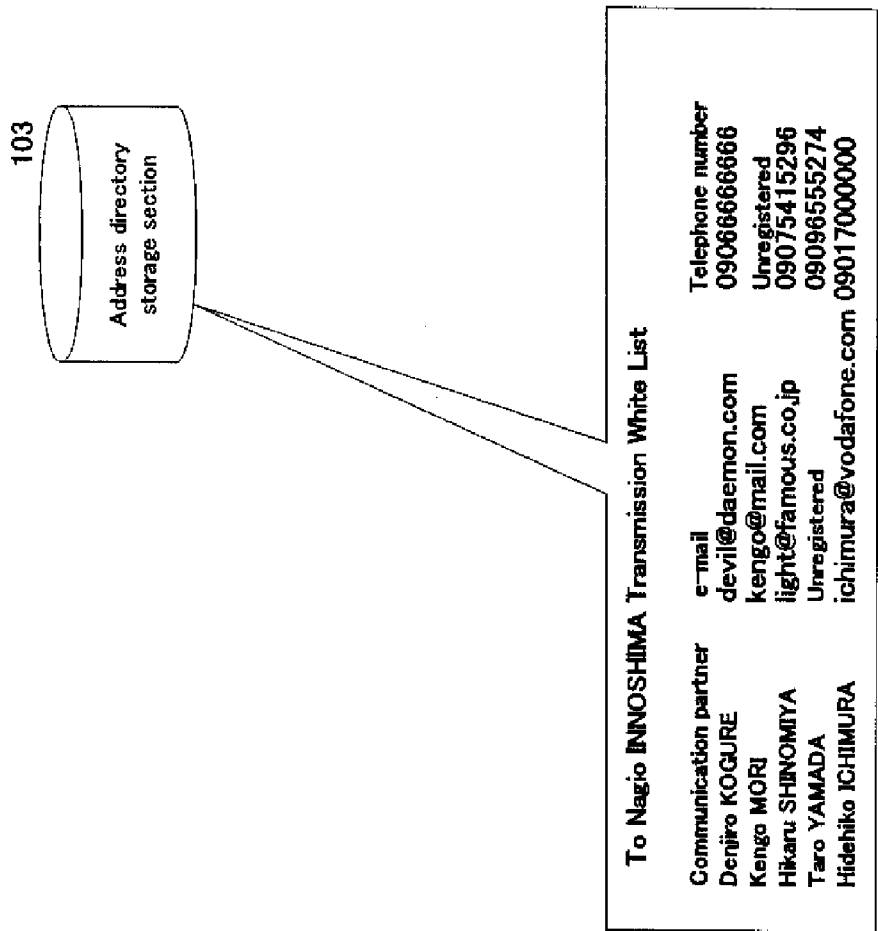 103
Address directory
storage section
To Nagio INNOSHIMA Transmission White List
Communication partner e-mail Telephone number
Denjiro KOGURE devil@daemon.com 09066666666
Kengo MORI kengo@mail.com Unregistered
Hikaru SHINOMIYA light@famous.co.jp 09075415296
Taro YAMADA Unregistered 09096555274
Hidehiko ICHIMURA ichimura@vodafone.com 09017000000